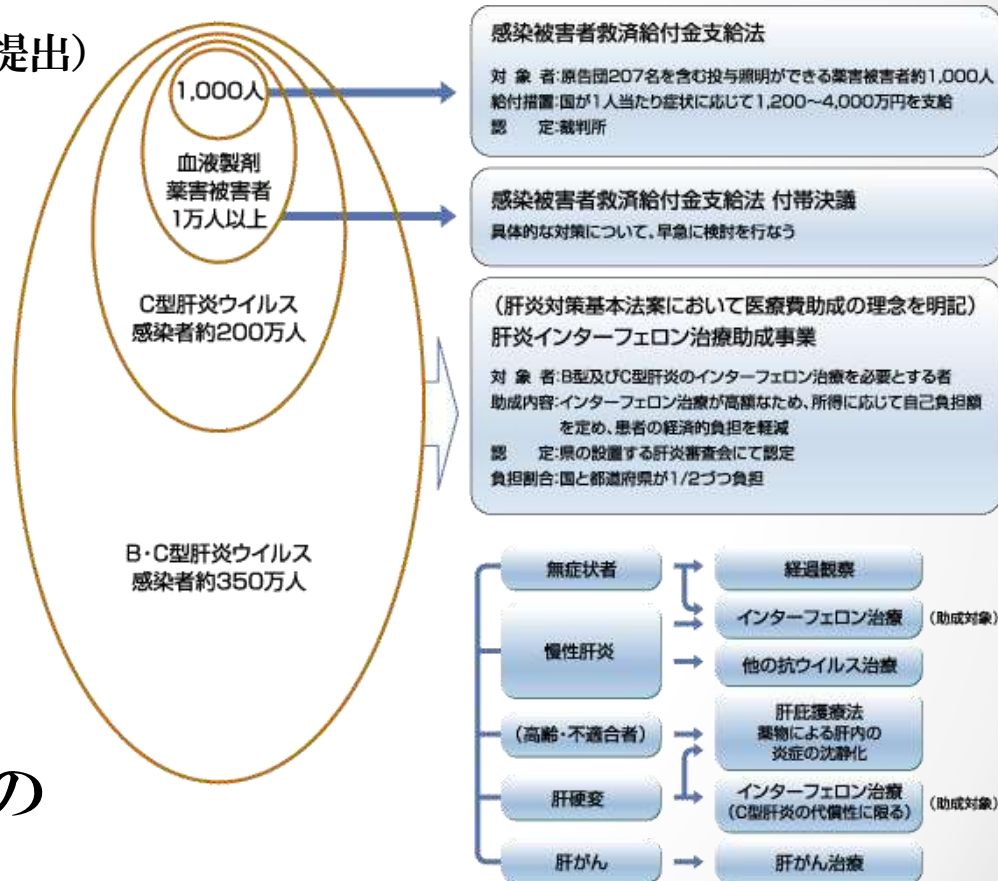 提出）
1,000人
血液製剤
薬害被害者
1万人以上
C型肝炎ウイルス
感染者約200万人
B・C型肝炎ウイルス
感染者約350万人
の
感染被害者救済給付金支給法
対 象 者:原告団207名を含む投与照明ができる薬害被害者約1,000人
給付措置:国が1人当たり症状に応じて1,200～4,000万円を支給
認　　定:裁判所
感染被害者救済給付金支給法 付帯決議
具体的な対策について、早急に検討を行なう
（肝炎対策基本法案において医療費助成の理念を明記）
肝炎インターフェロン治療助成事業
対 象 者:B型及びC型肝炎のインターフェロン治療を必要とする者
助成内容:インターフェロン治療が高額なため、所得に応じて自己負担額
を定め、患者の経済的負担を軽減
認　　定:県の設置する肝炎審査会にて認定
負担割合:国と都道府県が1/2づつ負担
無症状者
経過観察
インターフェロン治療 (助成対象)
慢性肝炎
他の抗ウイルス治療
(高齢・不適合者)
肝庇護療法
薬物による肝内の
炎症の沈静化
肝硬変
インターフェロン治療
(C型肝炎の代償性に限る) (助成対象)
肝がん
肝がん治療